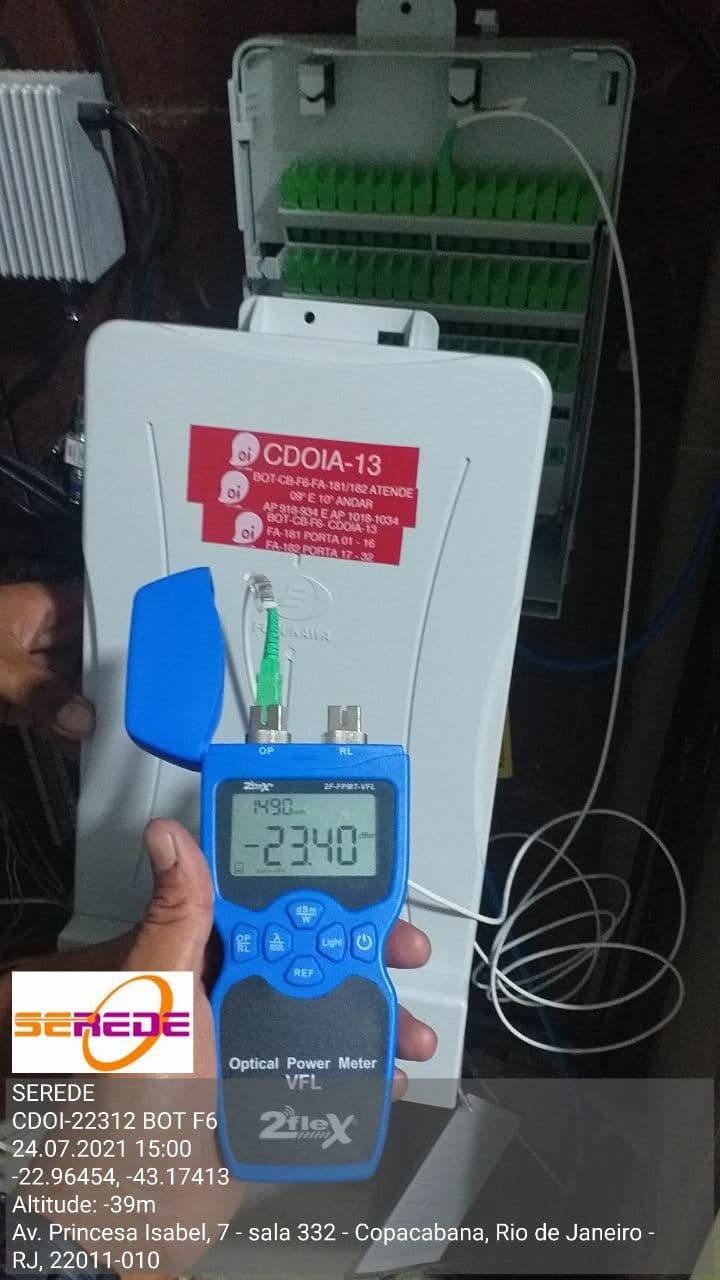 oi CDOIA-13
oi BOT-CB-F6-FA-181/182 ATENDE
09º E 10º ANDAR
AP 918-934 E AP 1018-1034
oi BOT-CB-F6- CDOIA-13
FA-181 PORTA 01 - 16
FA-182 PORTA 17 - 32
FURUKAWA
OP RL
2flex 2F-FPMT-VFL
1490
-23.40 dBm
dBm
W
OP
RL
λ
Light
REF
Optical Power Meter
VFL
2fleX
SEREDE
SEREDE
CDOI-22312 BOT F6
24.07.2021 15:00
-22.96454, -43.17413
Altitude: -39m
Av. Princesa Isabel, 7 - sala 332 - Copacabana, Rio de Janeiro -
RJ, 22011-010